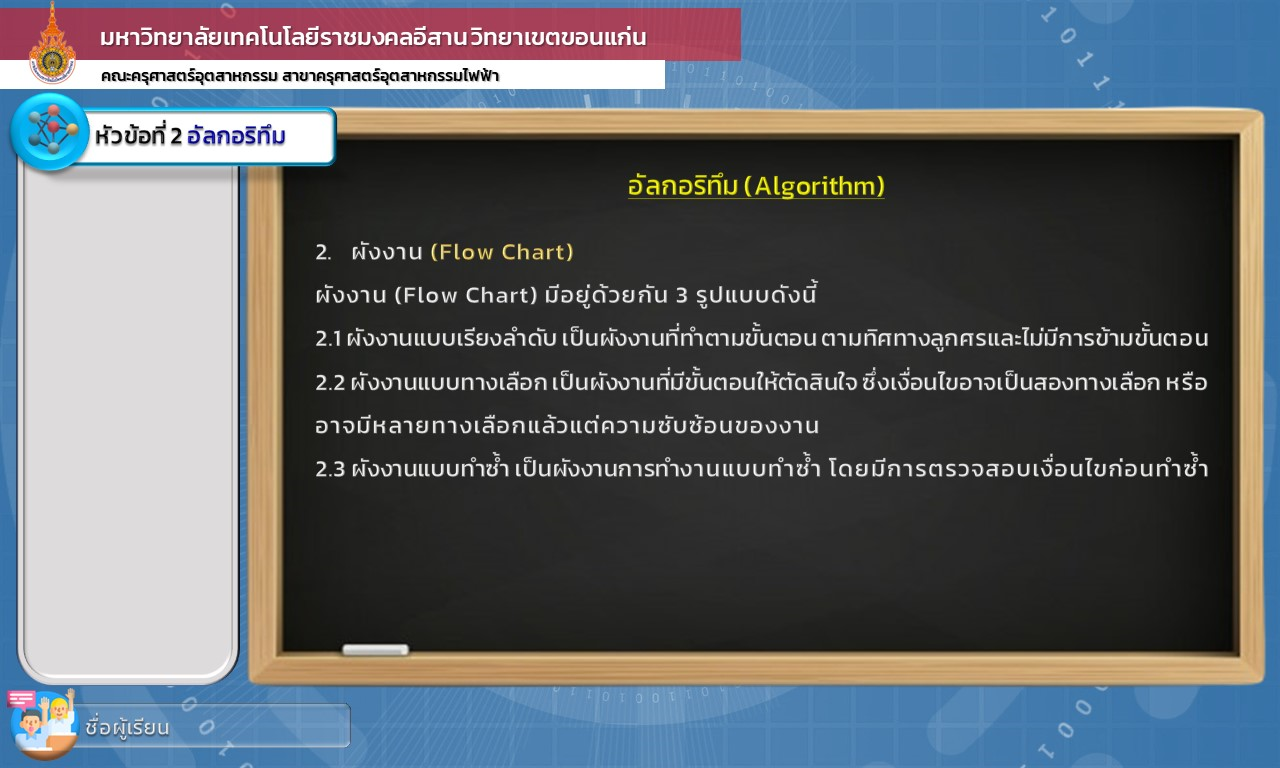 มหาวิทยาลัยเทคโนโลยีราชมงคลอีสาน วิทยาเขตขอนแก่น
คณะครุศาสตร์อุตสาหกรรม สาขาครุศาสตร์อุตสาหกรรมไฟฟ้า
หัวข้อที่ 2 อัลกอริทึม
อัลกอริทึม (Algorithm)
2. ผังงาน (Flow Chart)
ผังงาน (Flow Chart) มีอยู่ด้วยกัน 3 รูปแบบดังนี้
2.1 ผังงานแบบเรียงลำดับ เป็นผังงานที่ทำตามขั้นตอน ตามทิศทางลูกศรและไม่มีการข้ามขั้นตอน
2.2 ผังงานแบบทางเลือก เป็นผังงานที่มีขั้นตอนให้ตัดสินใจ ซึ่งเงื่อนไขอาจเป็นสองทางเลือก หรือ
อาจมีหลายทางเลือกแล้วแต่ความซับซ้อนของงาน
2.3 ผังงานแบบทำซ้ำ เป็นผังงานการทำงานแบบทำซ้ำ โดยมีการตรวจสอบเงื่อนไขก่อนทำซ้ำ
ชื่อผู้เรียน